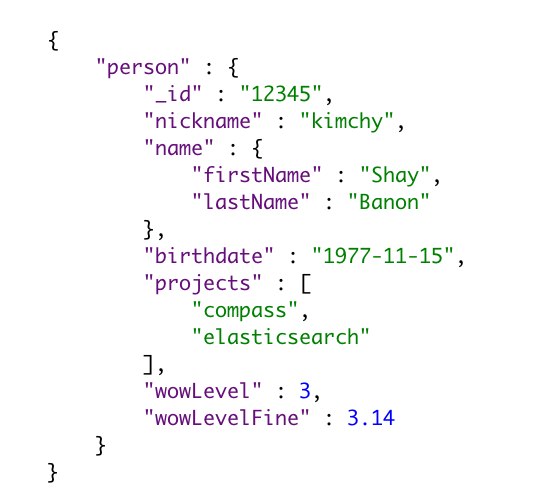 {
    "person" : {
        "_id" : "12345",
        "nickname" : "kimchy",
        "name" : {
            "firstName" : "Shay",
            "lastName" : "Banon"
        },
        "birthdate" : "1977-11-15",
        "projects" : [
            "compass",
            "elasticsearch"
        ],
        "wowLevel" : 3,
        "wowLevelFine" : 3.14
    }
}